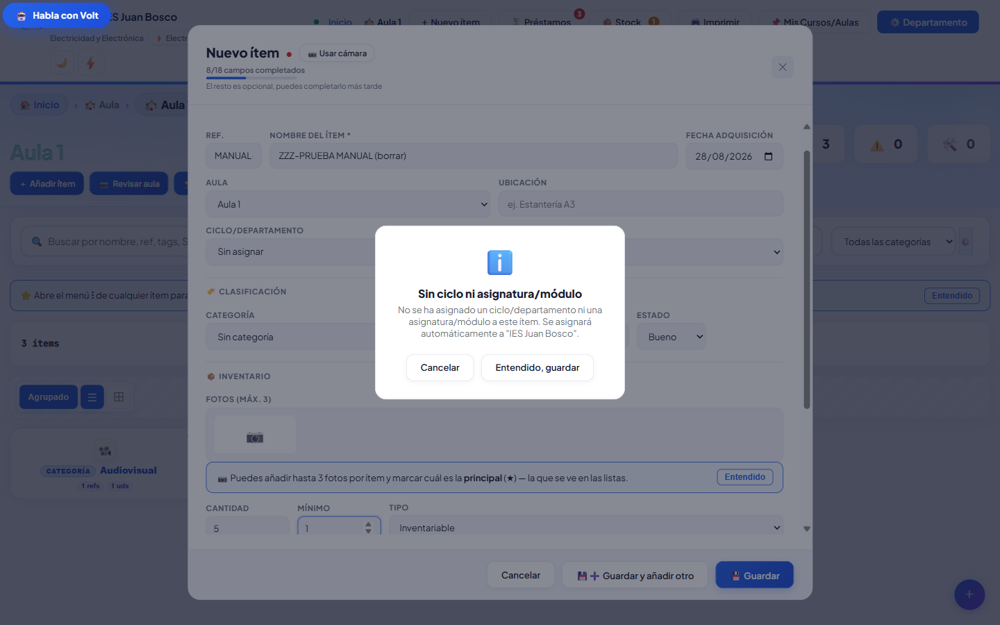 Habla con Volt
IES Juan Bosco
Inicio
Aula 1
+ Nuevo ítem
Préstamos
3
Stock
1
Imprimir
Mis Cursos/Aulas
Departamento
Electricidad y Electrónica
Inicio › Aula › Aula
Aula 1
+ Añadir ítem
Revisar aula
3
0
0
Buscar por nombre, ref, tags,
Todas las categorías
Abre el menú ⋮ de cualquier ítem para
Entendido
3 ítems
Agrupado
CATEGORÍA Audiovisual
1 refs 1 uds
Nuevo ítem
Usar cámara
8/18 campos completados
El resto es opcional, puedes completarlo más tarde
REF.
NOMBRE DEL ÍTEM *
FECHA ADQUISICIÓN
MANUAL-
ZZZ-PRUEBA MANUAL (borrar)
28/08/2026
AULA
UBICACIÓN
Aula 1
ej. Estantería A3
CICLO/DEPARTAMENTO
Sin asignar
CLASIFICACIÓN
CATEGORÍA
ESTADO
Sin categoría
Bueno
Sin ciclo ni asignatura/módulo
No se ha asignado un ciclo/departamento ni una
asignatura/módulo a este ítem. Se asignará
automáticamente a "IES Juan Bosco".
Cancelar
Entendido, guardar
INVENTARIO
FOTOS (MÁX. 3)
Puedes añadir hasta 3 fotos por ítem y marcar cuál es la principal (★) — la que se ve en las listas.
Entendido
CANTIDAD
MÍNIMO
TIPO
5
1
Inventariable
Cancelar
Guardar y añadir otro
Guardar
+